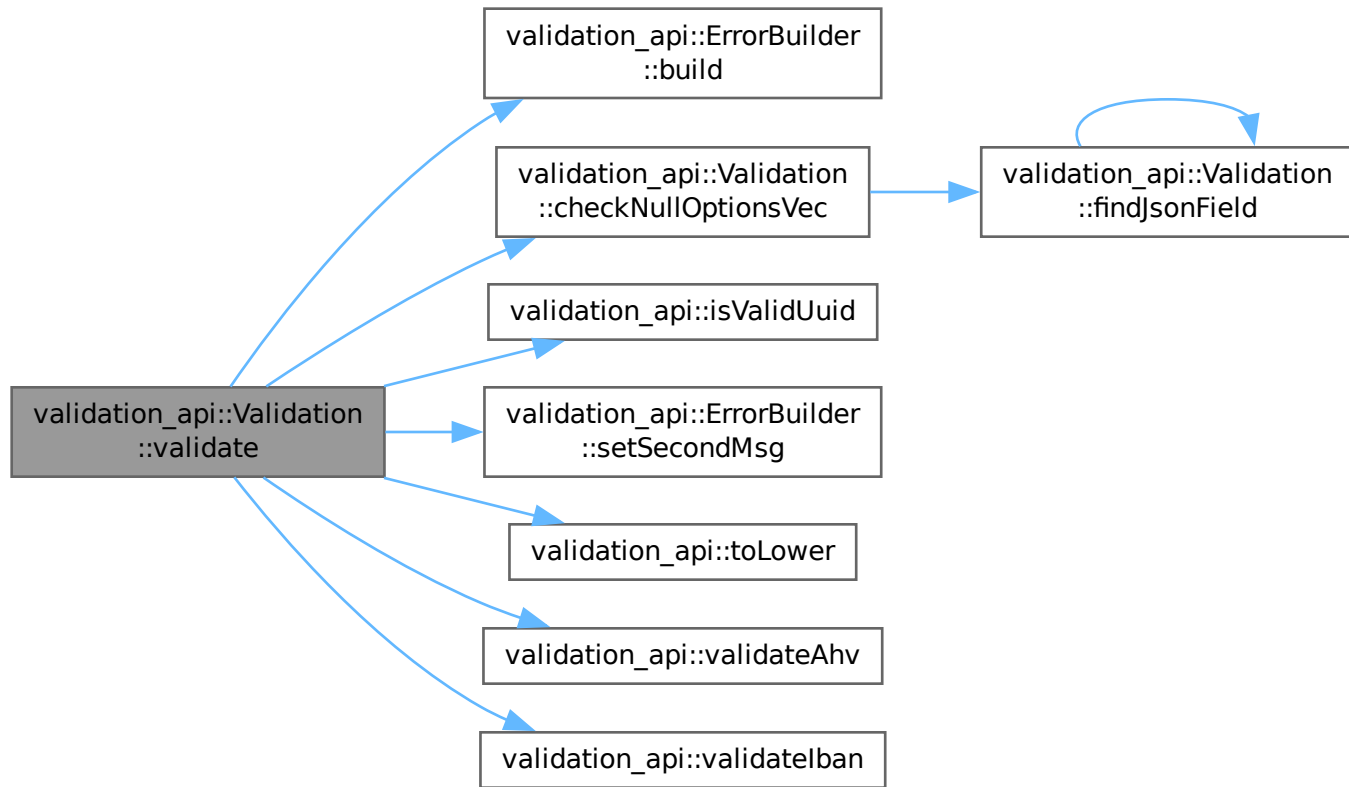 validation_api::ErrorBuilder
::build
validation_api::Validation
::checkNullOptionsVec
validation_api::Validation
::findJsonField
validation_api::isValidUuid
validation_api::Validation
::validate
validation_api::ErrorBuilder
::setSecondMsg
validation_api::toLower
validation_api::validateAhv
validation_api::validateIban